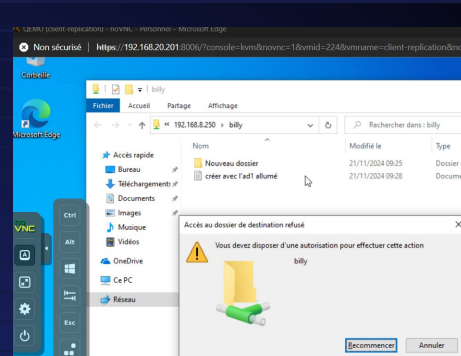 QEMU (client-replication) - noVNC - Personnel - Microsoft Edge
Non sécurisé | https://192.168.20.201:8006/?console=kvm&novnc=1&vmid=224&vmname=client-replication&no
Corbeille
billy
Fichier Accueil Partage Affichage
« 192.168.8.250 › billy
Rechercher dans : billy
Microsoft Edge
Nom Modifié le Type
Accès rapide
Nouveau dossier 21/11/2024 09:25 Dossier
Bureau
créer avec l'ad1 allumé 21/11/2024 09:28 Docume
Téléchargements
Documents
Images
Musique
Vidéos
OneDrive
Ce PC
Réseau
no
VNC
Ctrl
A
Alt
Esc
Accès au dossier de destination refusé
Vous devez disposer d'une autorisation pour effectuer cette action
billy
Recommencer Annuler